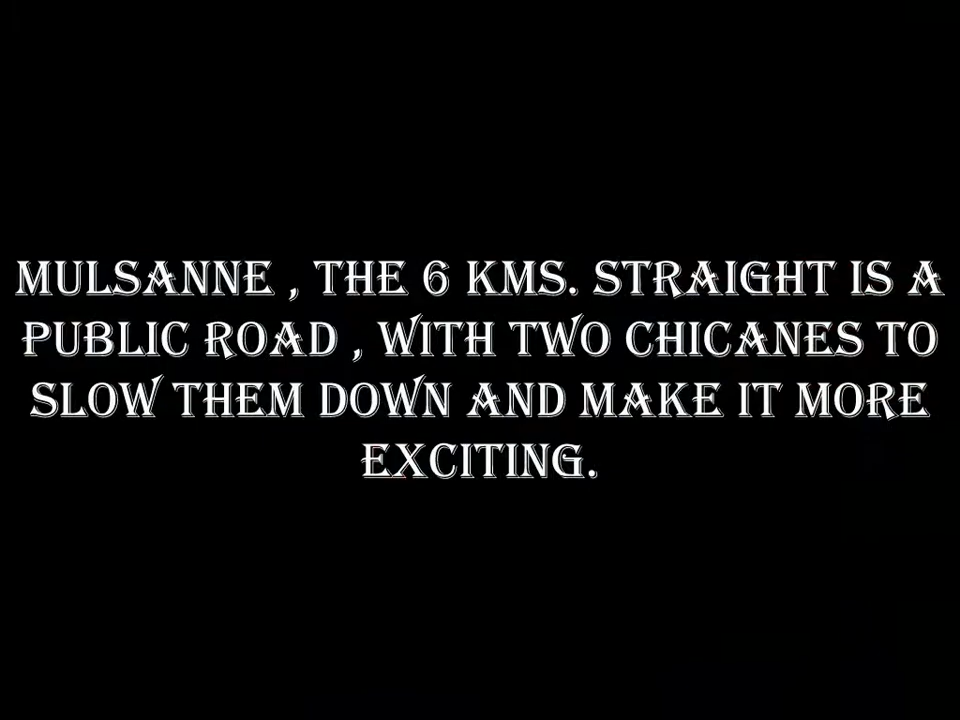 MULSANNE , THE 6 KMS. STRAIGHT IS A
PUBLIC ROAD , WITH TWO CHICANES TO
SLOW THEM DOWN AND MAKE IT MORE
EXCITING.